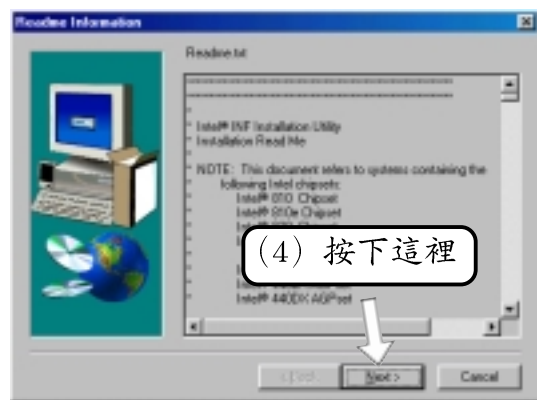 Readme Information
Readme.txt
Intel® INF Installation Utility
Installation Read Me
NOTE: This document refers to systems containing the
following Intel chipsets:
Intel® 810 Chipset
Intel® 810e Chipset
(4) 按下這裡
Intel® 440DX AGPset
< Back
Next >
Cancel